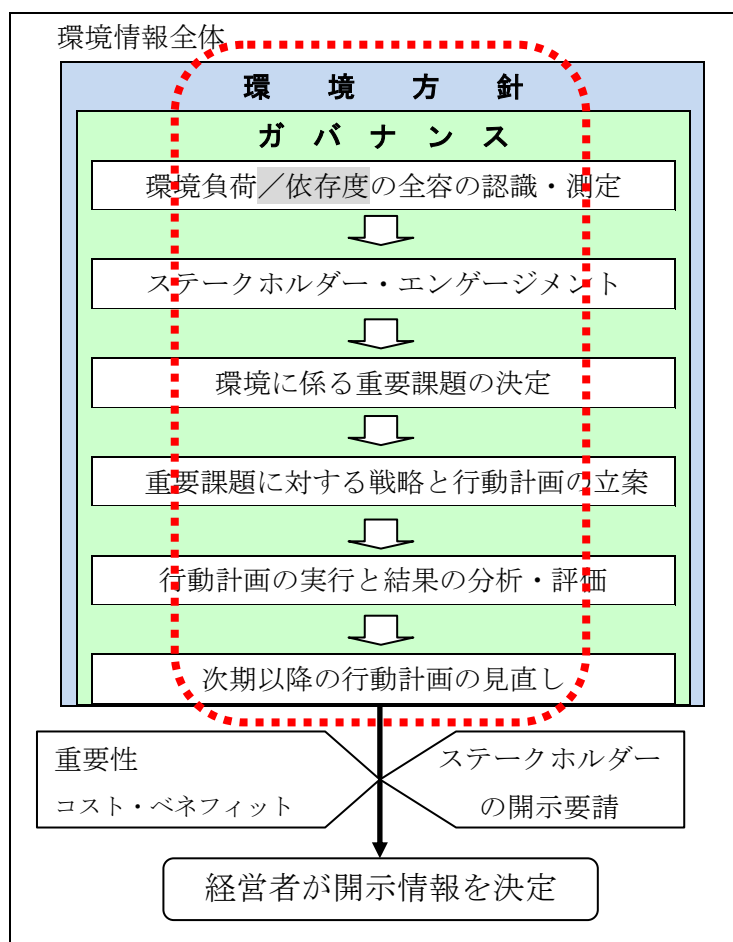 環境情報全体
環境方針
ガバナンス
環境負荷／依存度の全容の認識・測定
ステークホルダー・エンゲージメント
環境に係る重要課題の決定
重要課題に対する戦略と行動計画の立案
行動計画の実行と結果の分析・評価
次期以降の行動計画の見直し
重要性
コスト・ベネフィット
ステークホルダー
の開示要請
経営者が開示情報を決定